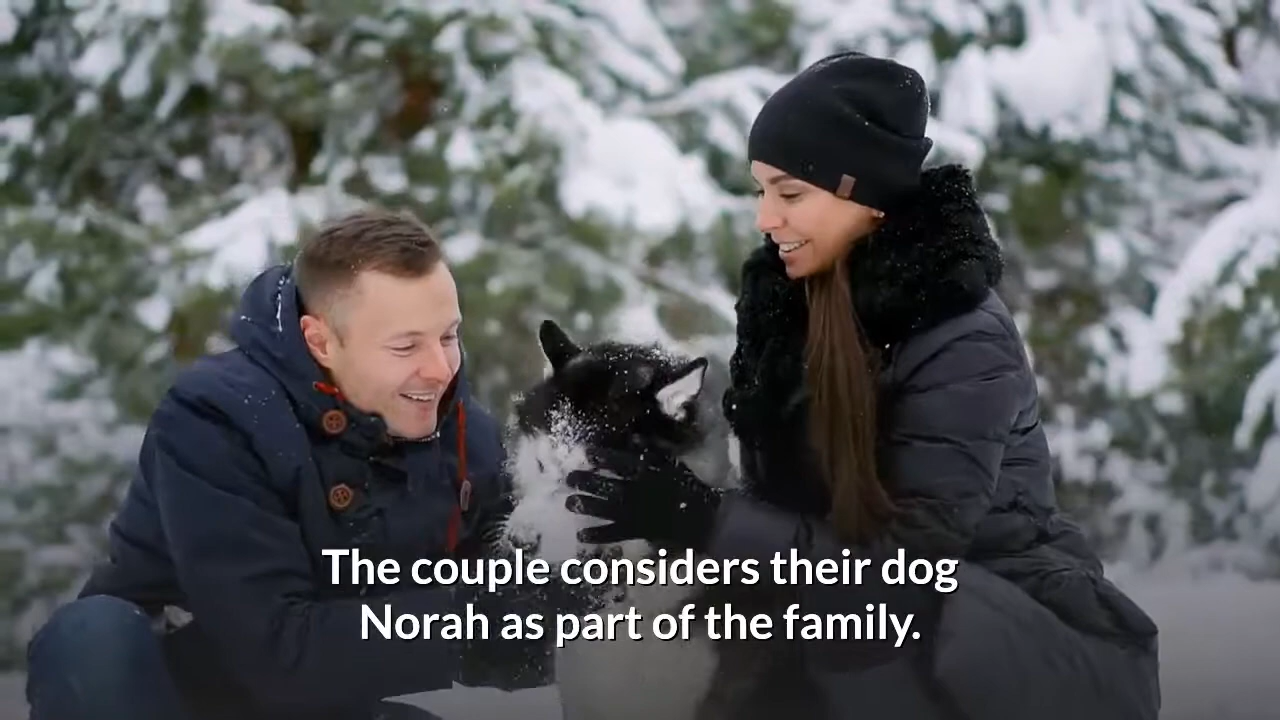 The couple considers their dog
Norah as part of the family.